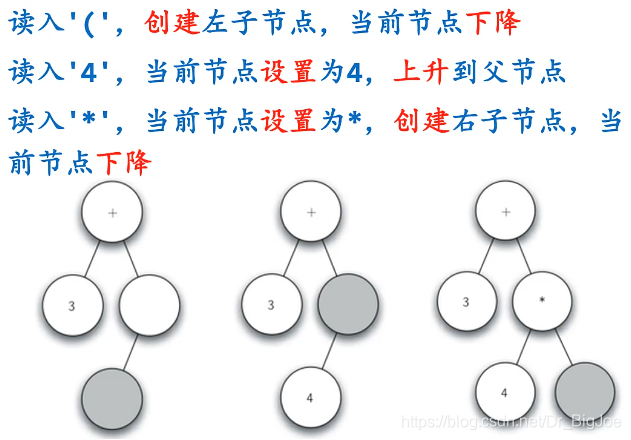 读入'('，创建左子节点，当前节点下降
读入'4'，当前节点设置为4，上升到父节点
读入'*'，当前节点设置为*，创建右子节点，当
前节点下降
+ + +
3 3 3 *
4 4
https://blog.csdn.net/Dr_BigJoe